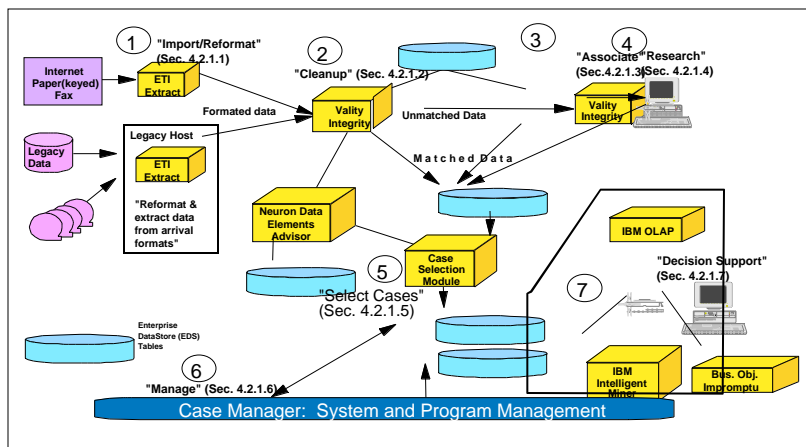 1
"Import/Reformat"
(Sec. 4.2.1.1)
2
"Cleanup" (Sec. 4.2.1.2)
3
4
"Associate"
(Sec.4.2.1.3)
"Research"
(Sec. 4.2.1.4)
Internet
Paper(keyed)
Fax
ETI
Extract
Formated data
Vality
Integrity
Unmatched Data
Vality
Integrity
Legacy
Data
Legacy Host
ETI
Extract
"Reformat &
extract data
from arrival
formats"
Matched Data
Neuron Data
Elements
Advisor
Case
Selection
Module
IBM OLAP
5
"Select Cases"
(Sec. 4.2.1.5)
"Decision Support"
(Sec. 4.2.1.7)
7
Enterprise
DataStore (EDS)
Tables
6
"Manage" (Sec. 4.2.1.6)
IBM
Intelligent
Miner
Bus. Obj.
Impromptu
Case Manager: System and Program Management